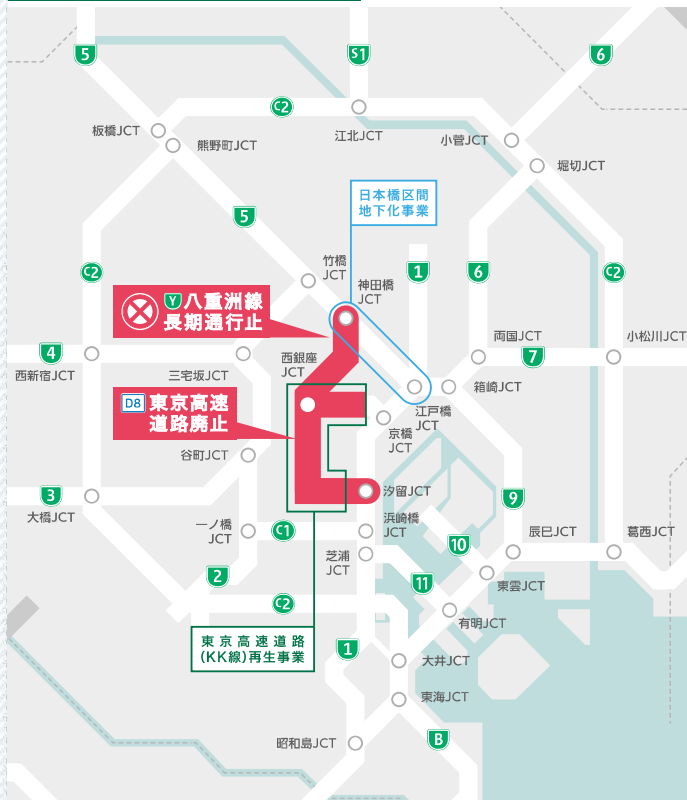 5
S1
6
C2
板橋JCT
江北JCT
小菅JCT
熊野町JCT
堀切JCT
日本橋区間
地下化事業
5
竹橋
JCT
C2
1
6
C2
神田橋
JCT
Y 八重洲線
長期通行止
両国JCT
小松川JCT
4
7
西新宿JCT
三宅坂JCT
西銀座
JCT
箱崎JCT
D8 東京高速
道路廃止
江戸橋
JCT
京橋
JCT
谷町JCT
3
汐留JCT
9
大橋JCT
一ノ橋
JCT
C1
浜崎橋
JCT
辰巳JCT
葛西JCT
10
芝浦
JCT
2
11
東雲JCT
C2
有明JCT
東京高速道路
(KK線)再生事業
1
大井JCT
東海JCT
昭和島JCT
B